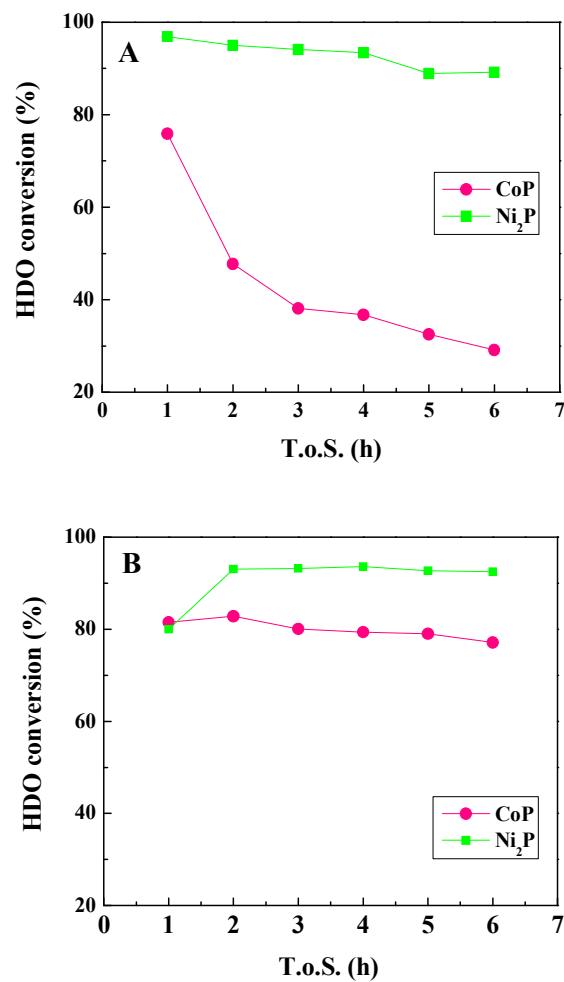 A
HDO conversion (%)
100
80
60
40
20
CoP
Ni₂P
0 1 2 3 4 5 6 7
T.o.S. (h)
B
HDO conversion (%)
100
80
60
40
20
CoP
Ni₂P
0 1 2 3 4 5 6 7
T.o.S. (h)